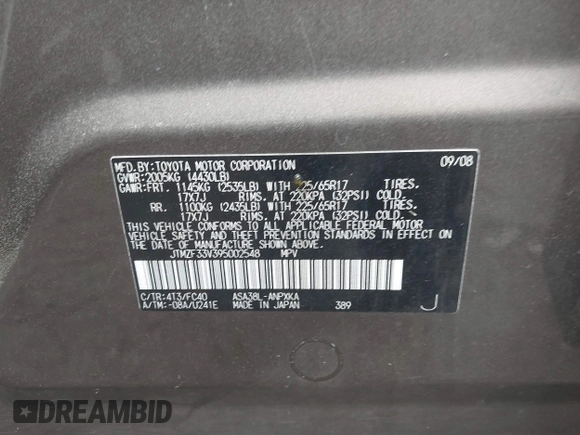 MFD.BY:TOYOTA MOTOR CORPORATION 09/08
GVWR:2005KG (4430LB)
GAWR:FRT. 1145KG (2535LB) WITH 225/65R17 TIRES.
17X7J RIMS. AT 220KPA (32PSI) COLD.
RR. 1100KG (2435LB) WITH 225/65R17 TIRES.
17X7J RIMS. AT 220KPA (32PSI) COLD.
THIS VEHICLE CONFORMS TO ALL APPLICABLE FEDERAL MOTOR
VEHICLE SAFETY, BUMPER, AND THEFT PREVENTION STANDARDS IN
EFFECT ON THE DATE OF MANUFACTURE SHOWN ABOVE.
JTMZF33V395002548 MPV
C/TR:4T3/FC40 ASA38L-ANPXKA
A/TM:-08A/U241E MADE IN JAPAN 389 J
DREAMBID